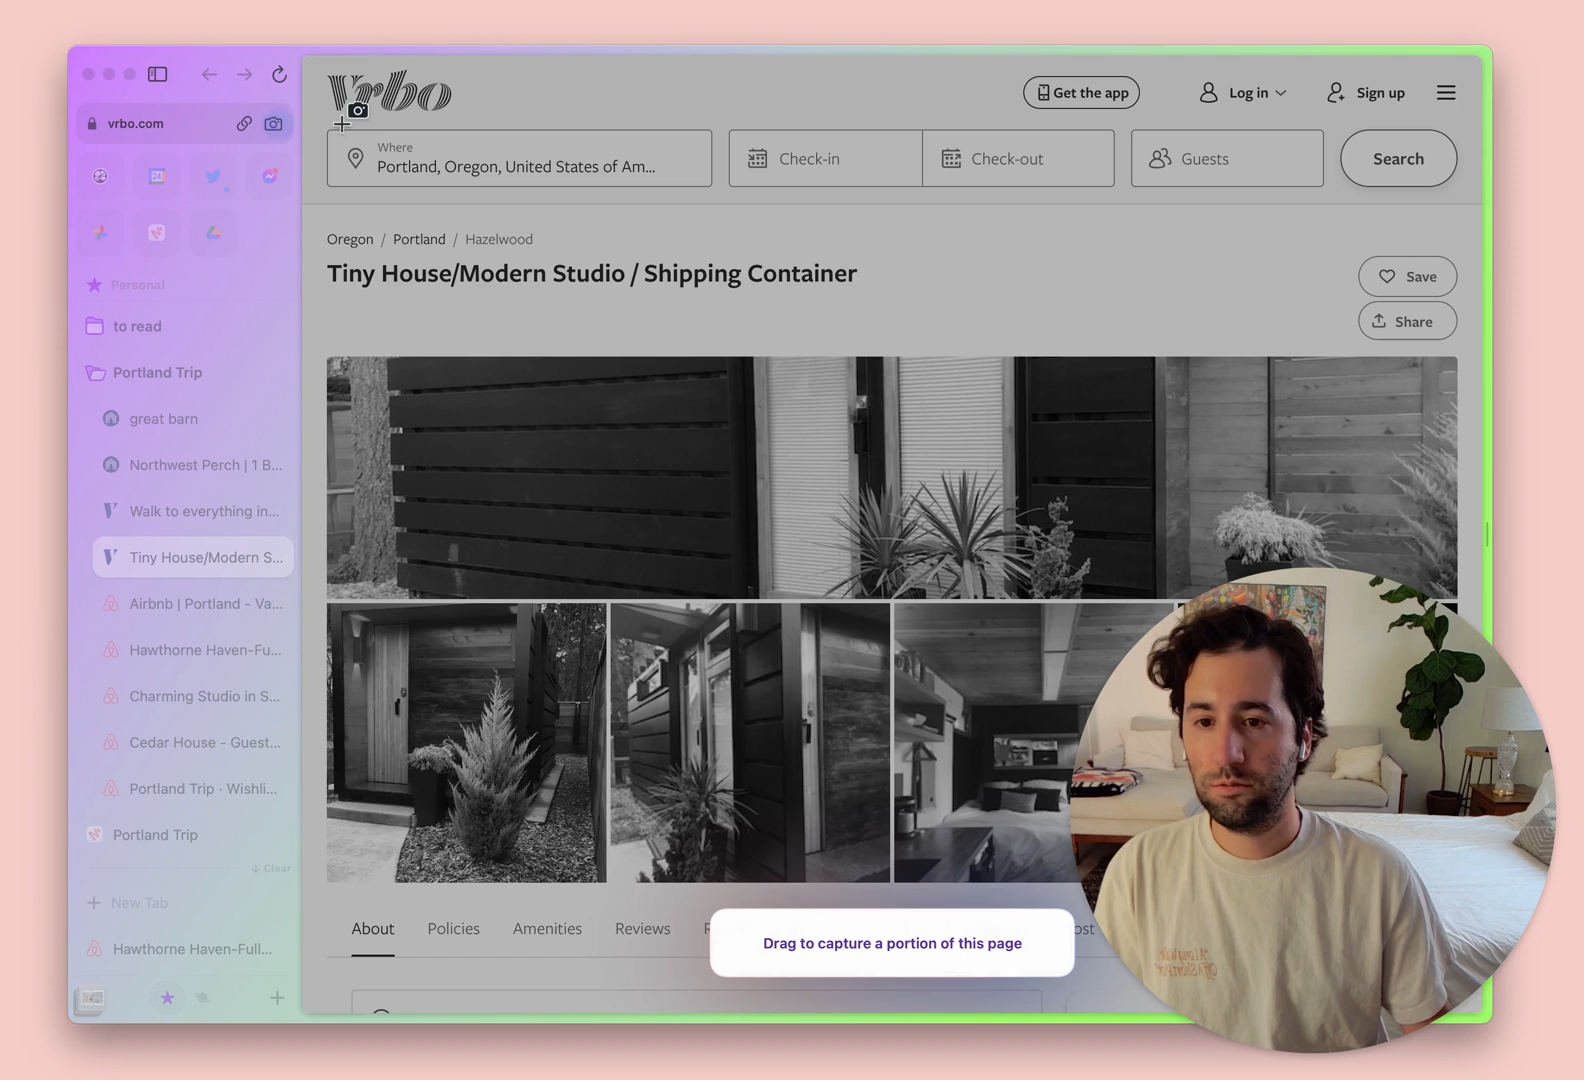 vrbo.com
24
Personal
to read
Portland Trip
great barn
Northwest Perch | 1 B...
Walk to everything in...
Tiny House/Modern S...
Airbnb | Portland - Va...
Hawthorne Haven-Fu...
Charming Studio in S...
Cedar House - Guest...
Portland Trip · Wishli...
Portland Trip
Clear
New Tab
Hawthorne Haven-Full...
Vrbo
Get the app
Log in
Sign up
Where
Portland, Oregon, United States of Am...
Check-in
Check-out
Guests
Search
Oregon / Portland / Hazelwood
Tiny House/Modern Studio / Shipping Container
Save
Share
About
Policies
Amenities
Reviews
Drag to capture a portion of this page